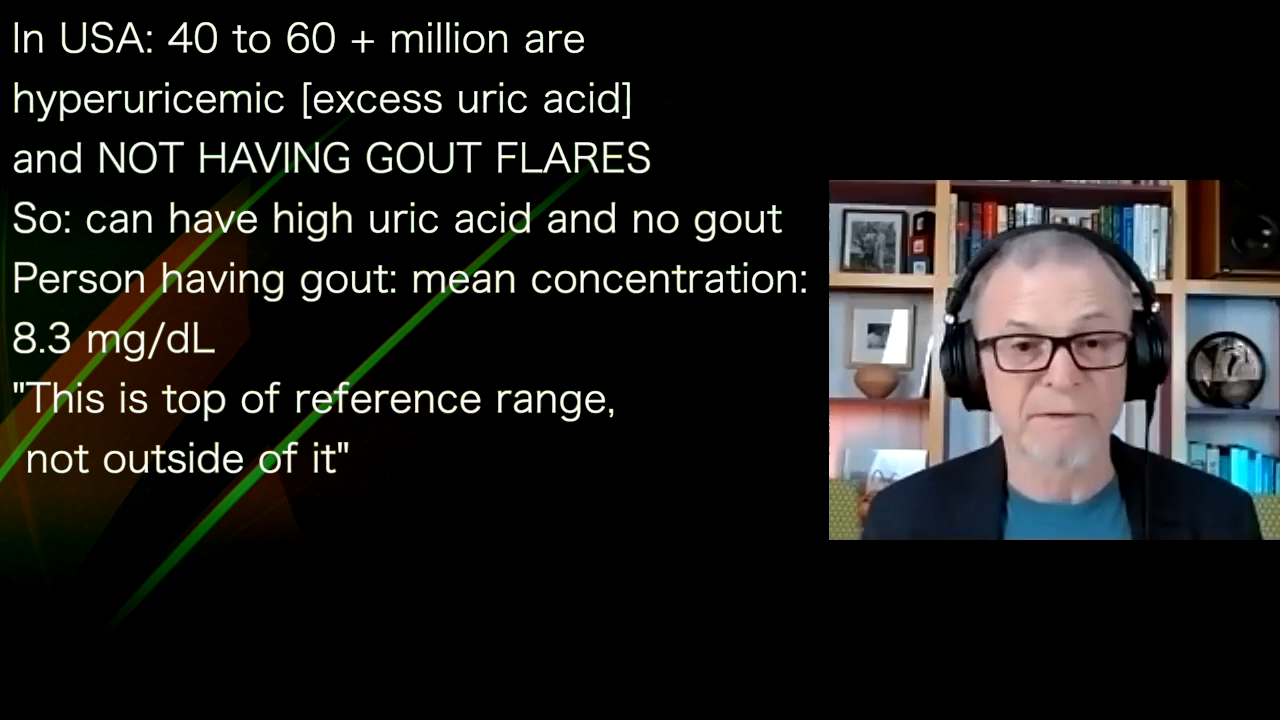 In USA: 40 to 60 + million are
hyperuricemic [excess uric acid]
and NOT HAVING GOUT FLARES
So: can have high uric acid and no gout
Person having gout: mean concentration:
8.3 mg/dL
"This is top of reference range,
not outside of it"